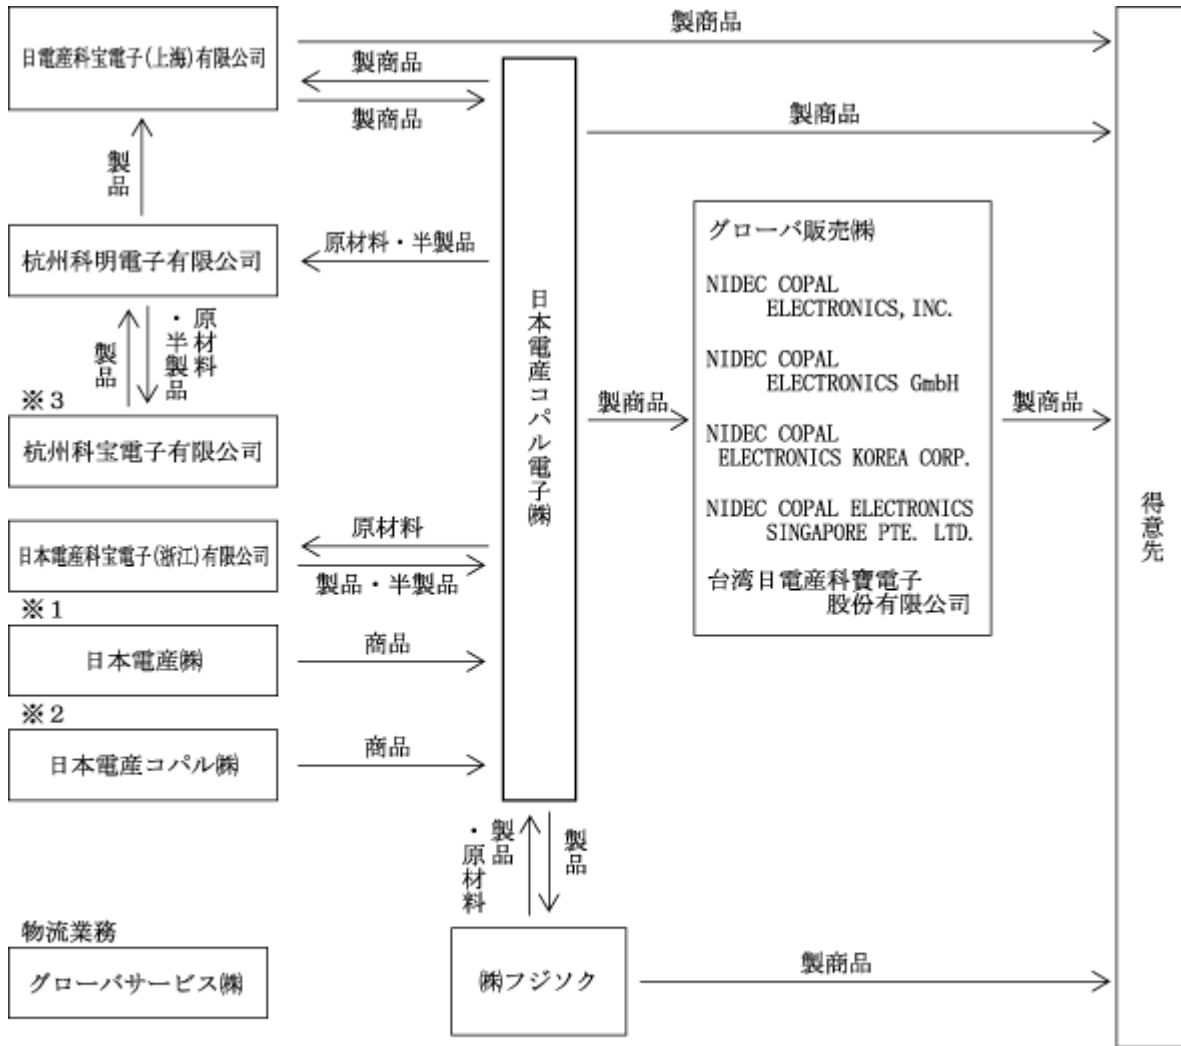 製商品
日電産科宝電子(上海)有限公司
製商品
製商品
製商品
製品
グローバ販売㈱
杭州科明電子有限公司
原材料・半製品
NIDEC COPAL
ELECTRONICS, INC.
日本電産コパル電子㈱
製品
原材料
・半製品
NIDEC COPAL
ELECTRONICS GmbH
※3
製商品
製商品
杭州科宝電子有限公司
NIDEC COPAL
ELECTRONICS KOREA CORP.
得意先
日本電産科宝電子(浙江)有限公司
原材料
製品・半製品
NIDEC COPAL ELECTRONICS
SINGAPORE PTE. LTD.
台湾日電産科寶電子
股份有限公司
※1
日本電産㈱
商品
※2
日本電産コパル㈱
商品
製品
・原材料
製品
物流業務
グローバサービス㈱
㈱フジソク
製商品